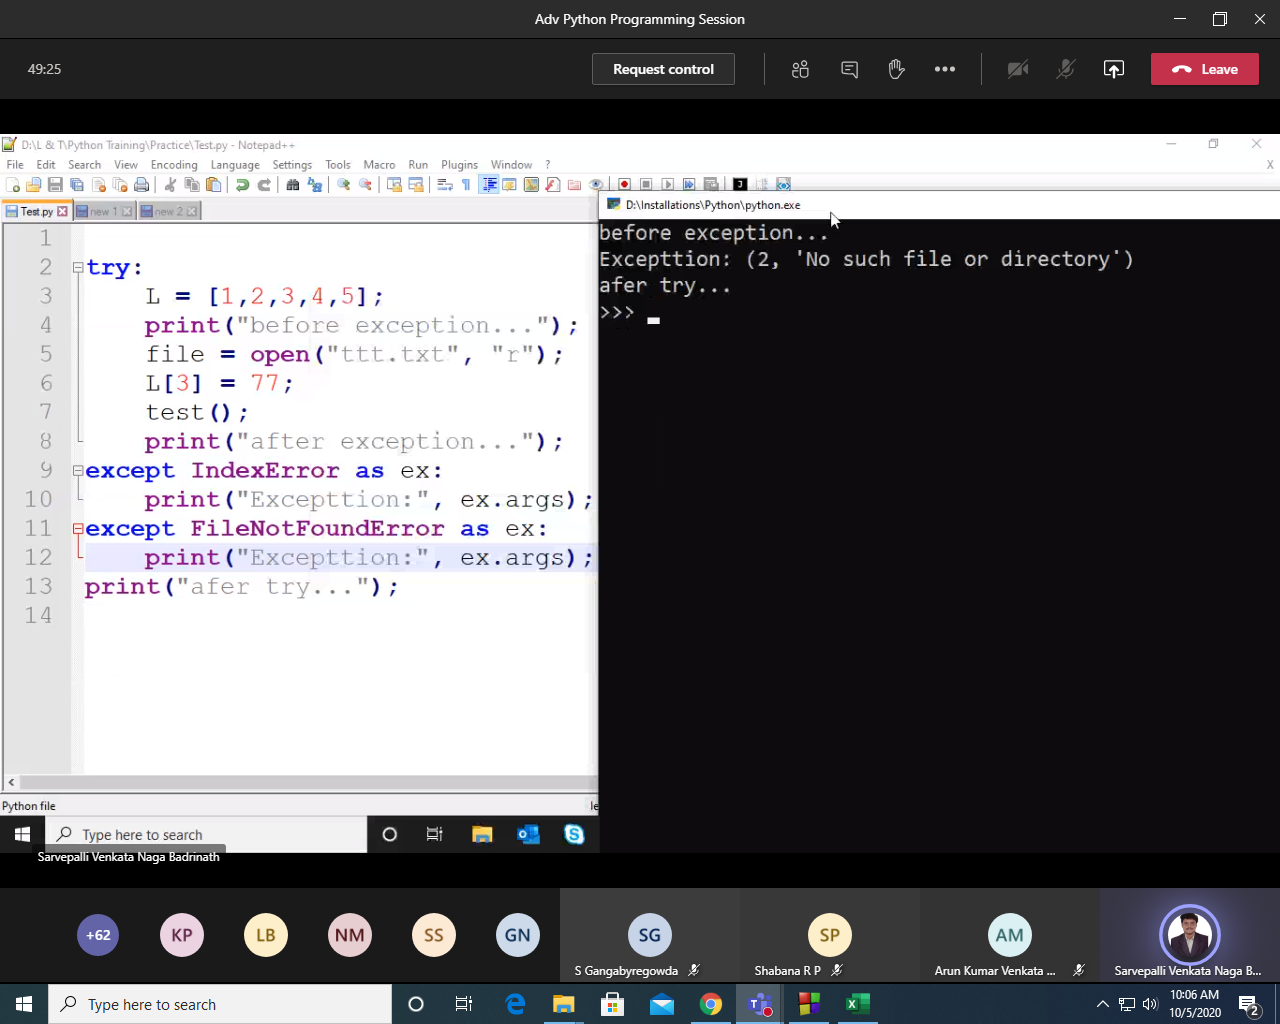 Adv Python Programming Session
49:25
Request control
Leave
D:\L & T\Python Training\Practice\Test.py - Notepad++
File Edit Search View Encoding Language Settings Tools Macro Run Plugins Window ?
X
Test.py new 1 new 2
1
2 try:
3 L = [1,2,3,4,5];
4 print("before exception...");
5 file = open("ttt.txt", "r");
6 L[3] = 77;
7 test();
8 print("after exception...");
9 except IndexError as ex:
10 print("Excepttion:", ex.args);
11 except FileNotFoundError as ex:
12 print("Excepttion:", ex.args);
13 print("afer try...");
14
D:\Installations\Python\python.exe
before exception...
Excepttion: (2, 'No such file or directory')
afer try...
>>>
Python file le
Type here to search
Sarvepalli Venkata Naga Badrinath
+62 KP LB NM SS GN SG SP AM
S Gangabyregowda Shabana R P Arun Kumar Venkata ... Sarvepalli Venkata Naga B...
Type here to search
10:06 AM
10/5/2020
2